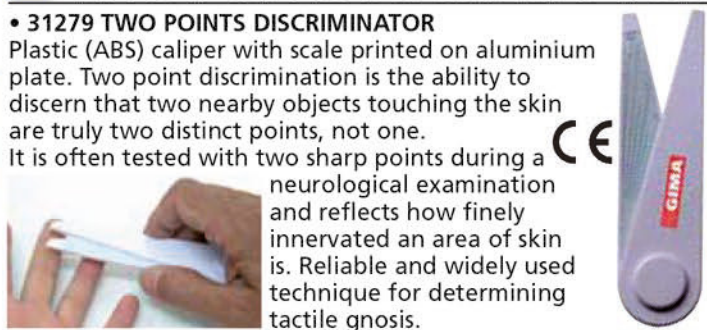 • 31279 TWO POINTS DISCRIMINATOR
Plastic (ABS) caliper with scale printed on aluminium
plate. Two point discrimination is the ability to
discern that two nearby objects touching the skin
are truly two distinct points, not one.
It is often tested with two sharp points during a
CE
neurological examination
and reflects how finely
innervated an area of skin
is. Reliable and widely used
technique for determining
tactile gnosis.
GIMA